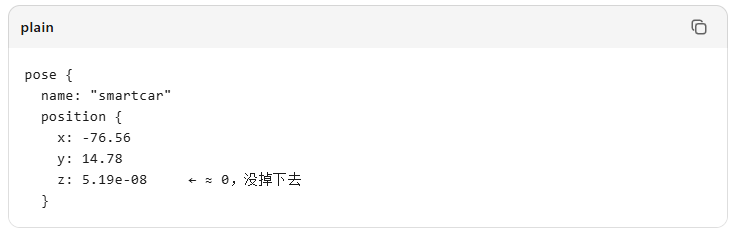 plain
pose {
  name: "smartcar"
  position {
    x: -76.56
    y: 14.78
    z: 5.19e-08     ← ≈ 0，没掉下去
  }